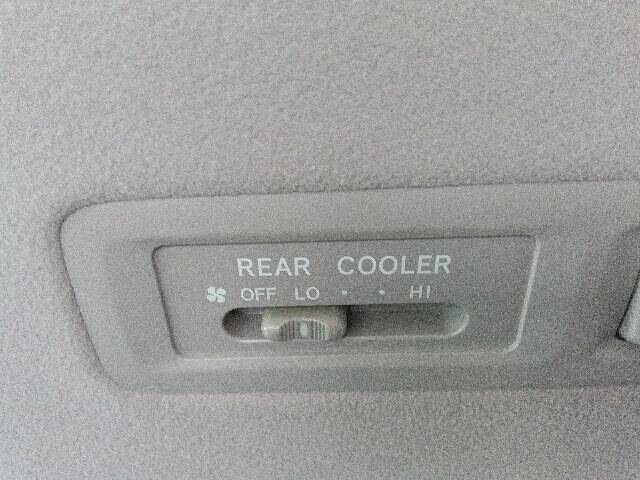 REAR COOLER
OFF LO • • HI